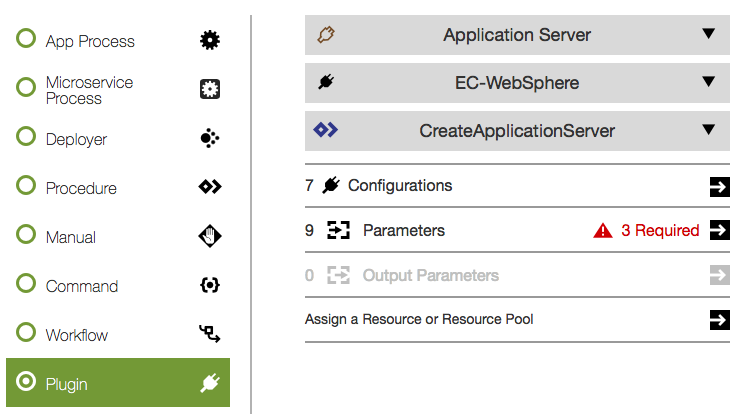 App Process
Microservice
Process
Deployer
Procedure
Manual
Command
Workflow
Plugin
Application Server
EC-WebSphere
CreateApplicationServer
7 Configurations
9 Parameters 3 Required
0 Output Parameters
Assign a Resource or Resource Pool